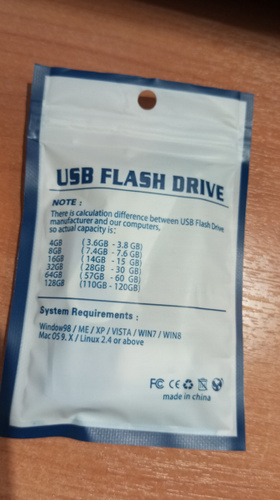 USB FLASH DRIVE
NOTE :
There is calculation difference between USB Flash Drive
manufacturer and our computers,
so actual capacity is:
4GB ( 3.6GB - 3.8 GB)
8GB ( 7.4GB - 7.6 GB)
16GB ( 14GB - 15 GB)
32GB ( 28GB - 30 GB)
64GB ( 57GB - 60 GB)
128GB (110GB - 120GB)
System Requirements :
Window98 / ME / XP / VISTA / WIN7 / WIN8
Mac OS 9. X / Linux 2.4 or above
FC CE
made in china